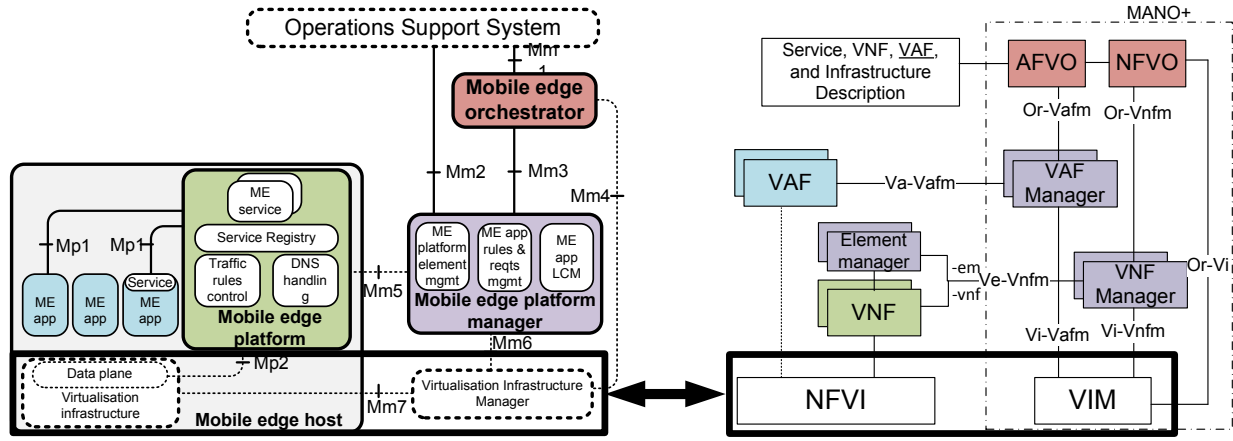 Operations Support System
Mm
1
Mobile edge
orchestrator
Mm2
Mm3
Mm4
ME
service
Service Registry
Traffic
rules
control
DNS
handlin
g
Mobile edge
platform
Mp1
Mp1
ME
app
ME
app
Service
ME
app
Mm5
ME
platform
element
mgmt
ME app
rules &
reqts
mgmt
ME
app
LCM
Mobile edge platform
manager
Mm6
Mp2
Data plane
Virtualisation
infrastructure
Mm7
Virtualisation Infrastructure
Manager
Mobile edge host
MANO+
Service, VNF, VAF,
and Infrastructure
Description
AFVO
NFVO
Or-Vafm
Or-Vnfm
VAF
Va-Vafm
VAF
Manager
Element
manager
-em
Ve-Vnfm
-vnf
VNF
VNF
Manager
Or-Vi
Vi-Vafm
Vi-Vnfm
NFVI
VIM